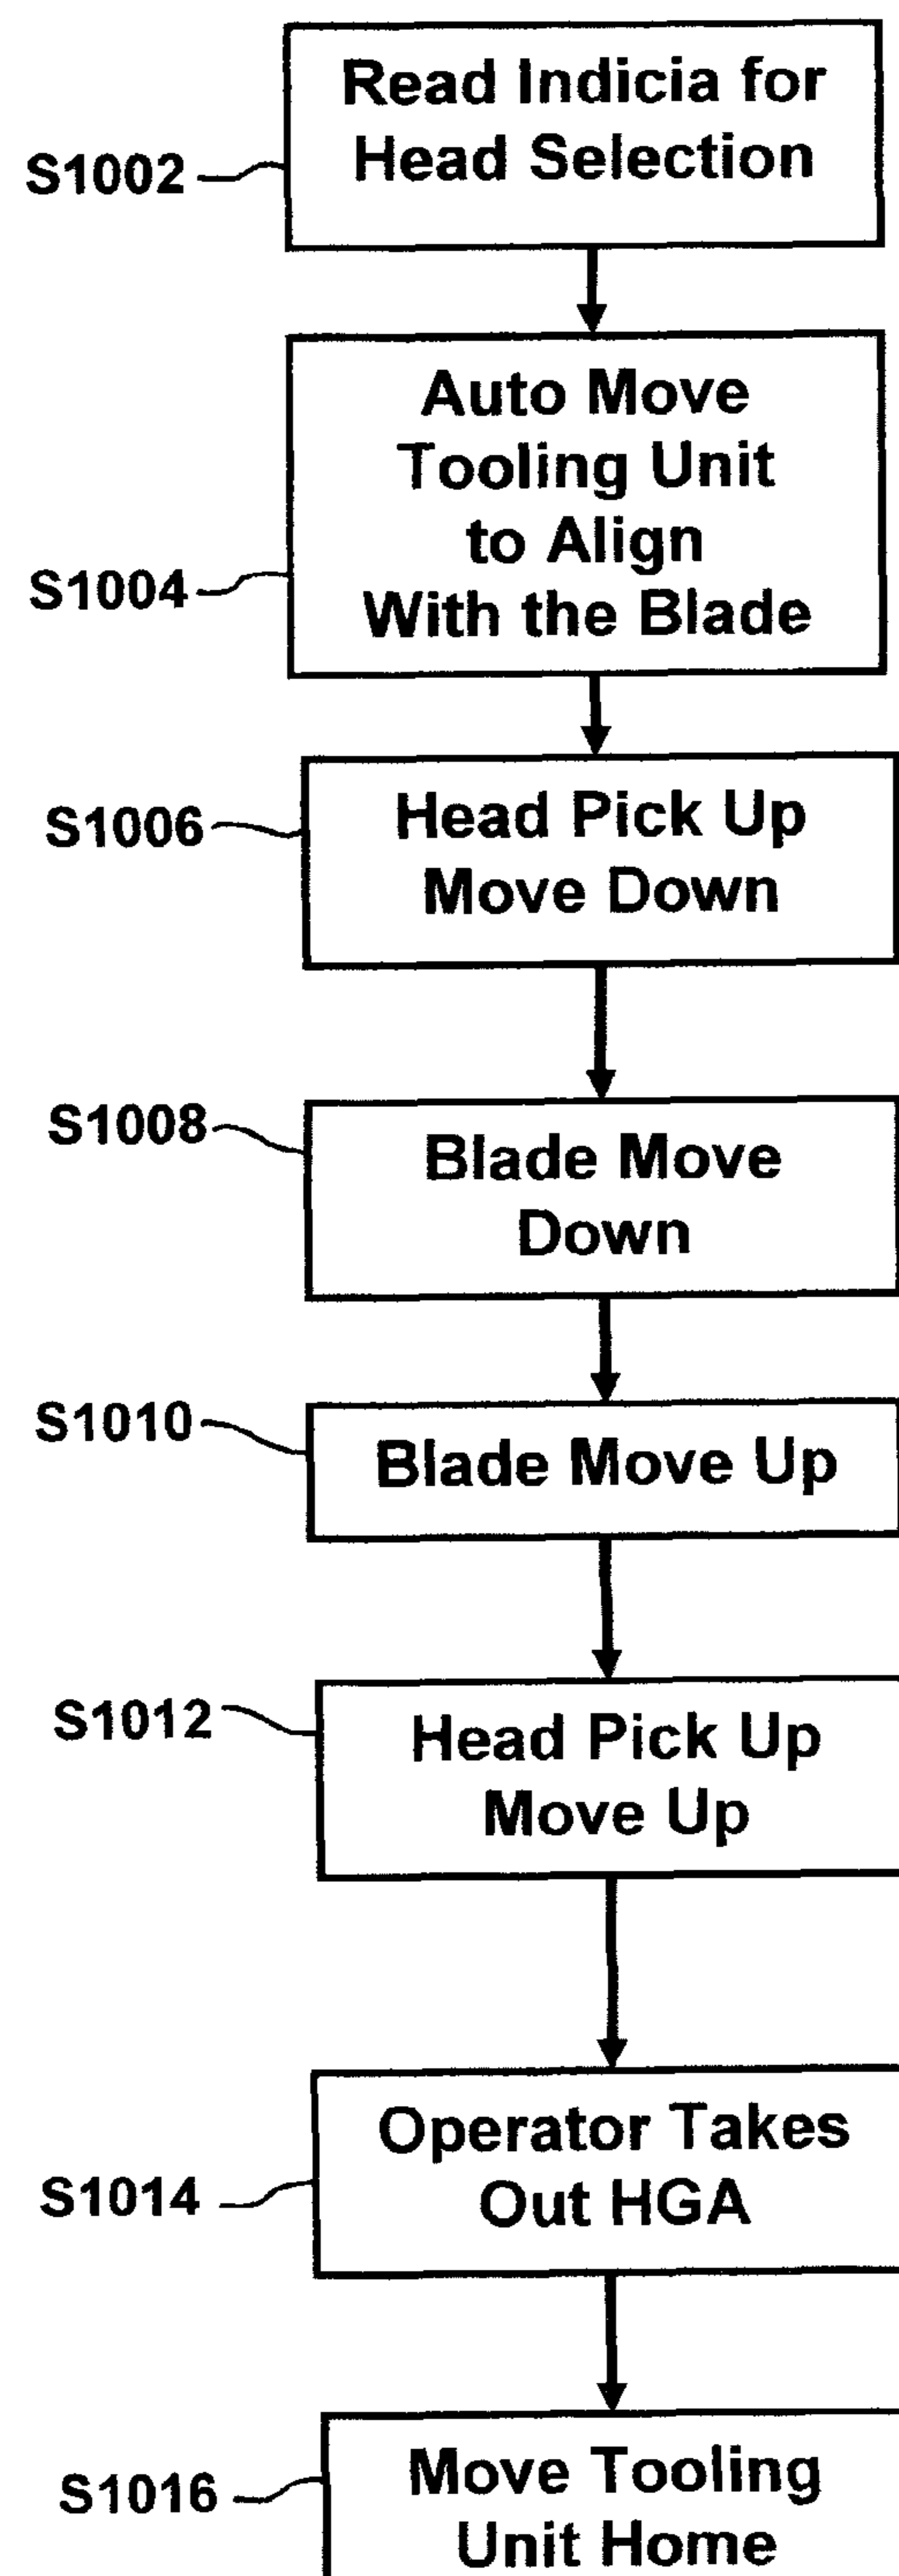 Read Indicia for
Head Selection
S1002
Auto Move
Tooling Unit
to Align
With the Blade
S1004
Head Pick Up
Move Down
S1006
Blade Move
Down
S1008
Blade Move Up
S1010
Head Pick Up
Move Up
S1012
Operator Takes
Out HGA
S1014
Move Tooling
Unit Home
S1016